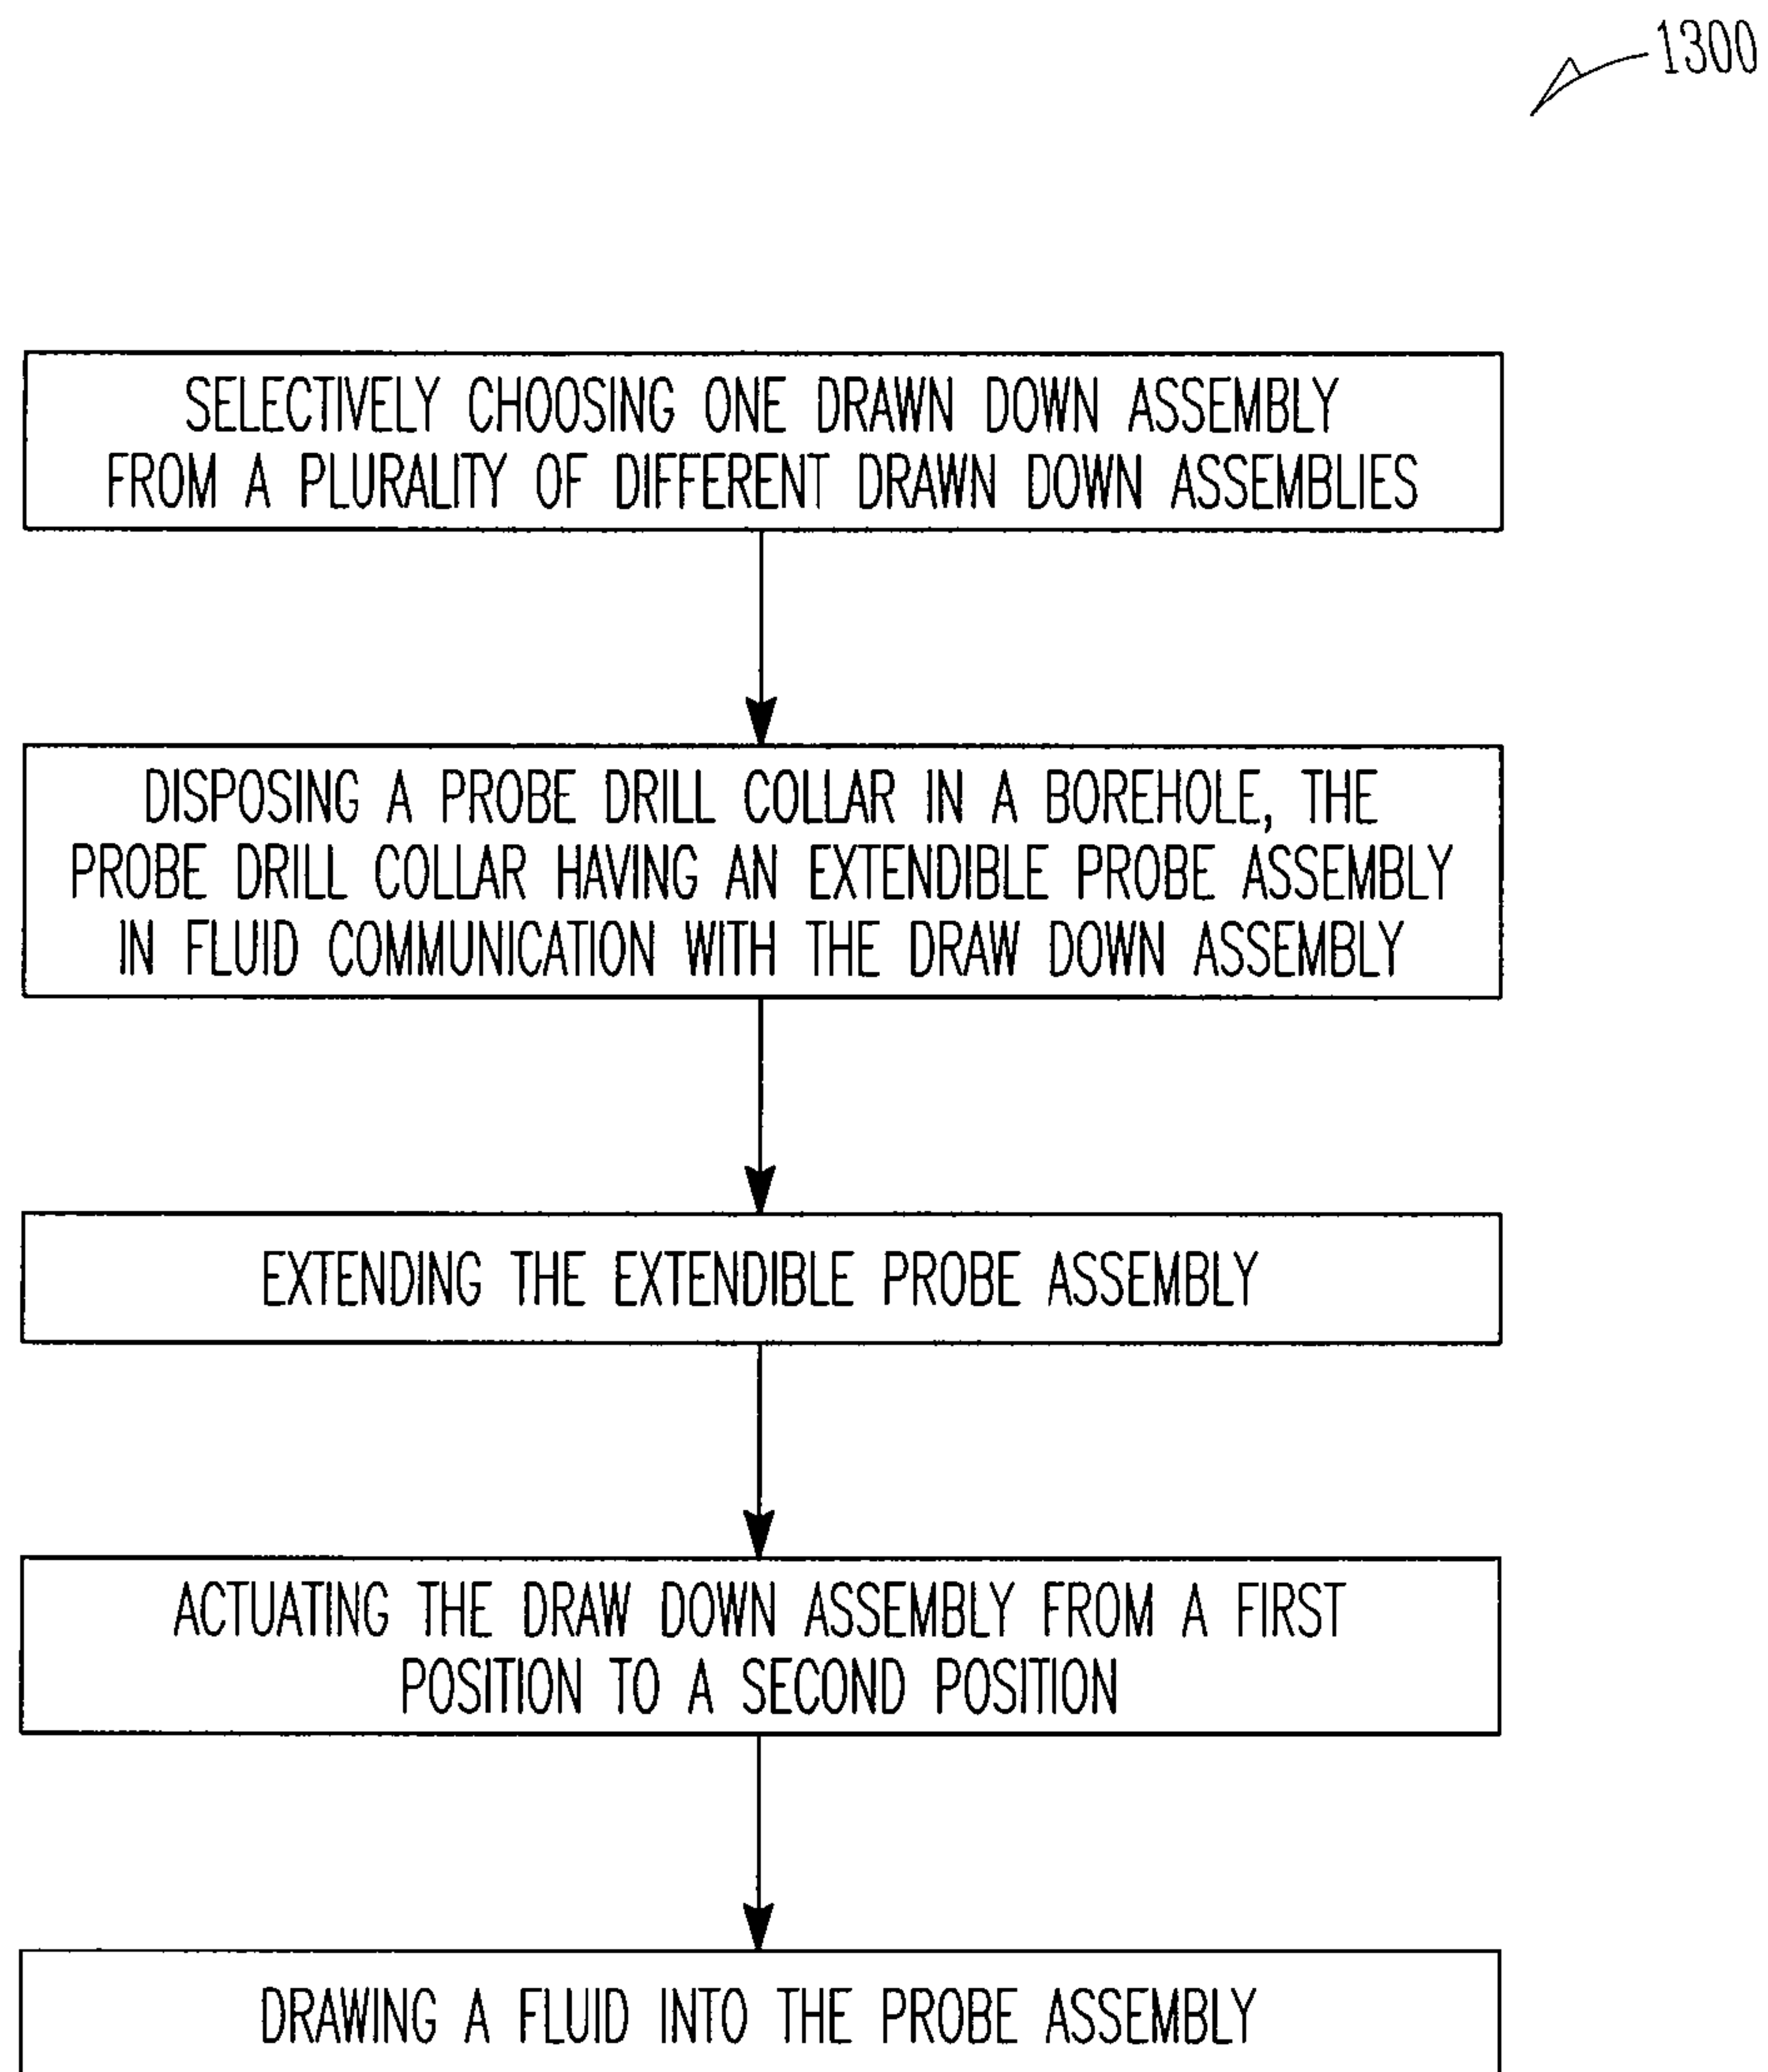 1300
SELECTIVELY CHOOSING ONE DRAWN DOWN ASSEMBLY
FROM A PLURALITY OF DIFFERENT DRAWN DOWN ASSEMBLIES
DISPOSING A PROBE DRILL COLLAR IN A BOREHOLE, THE
PROBE DRILL COLLAR HAVING AN EXTENDIBLE PROBE ASSEMBLY
IN FLUID COMMUNICATION WITH THE DRAW DOWN ASSEMBLY
EXTENDING THE EXTENDIBLE PROBE ASSEMBLY
ACTUATING THE DRAW DOWN ASSEMBLY FROM A FIRST
POSITION TO A SECOND POSITION
DRAWING A FLUID INTO THE PROBE ASSEMBLY